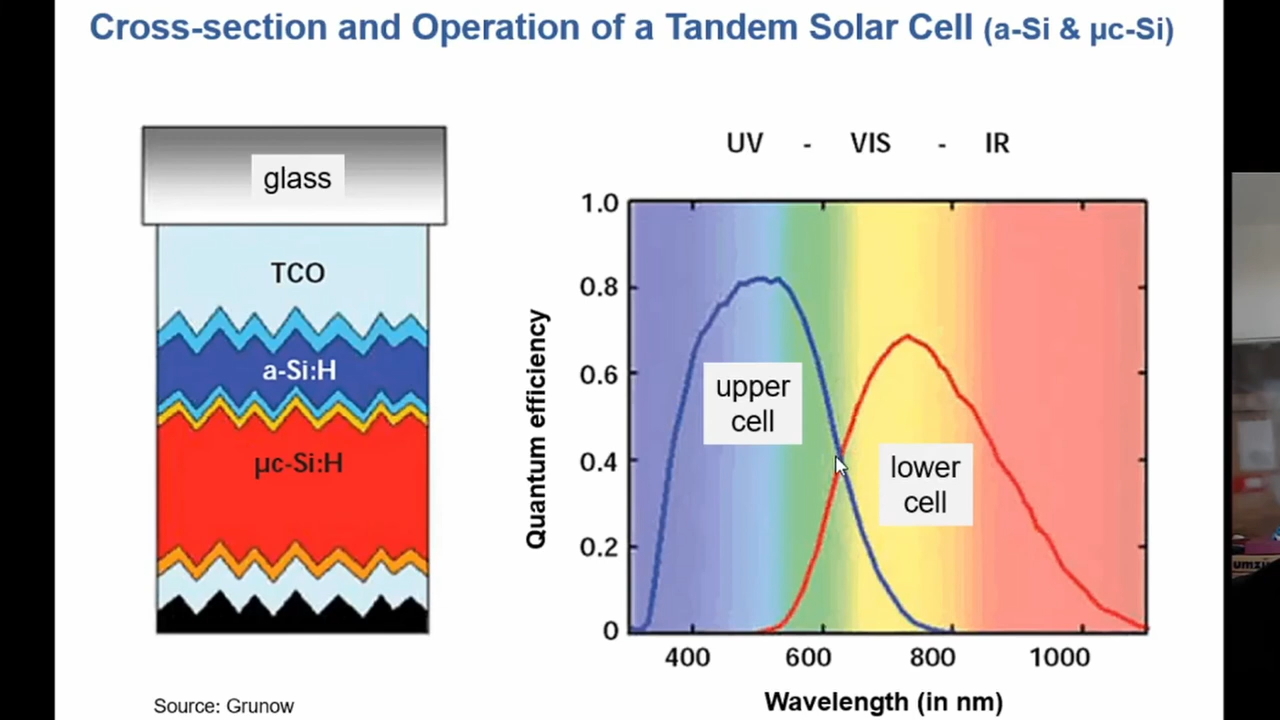 Cross-section and Operation of a Tandem Solar Cell (a-Si & µc-Si)
glass
TCO
a-Si:H
µc-Si:H
Source: Grunow
UV - VIS - IR
1.0
0.8
0.6
0.4
0.2
0
Quantum efficiency
upper
cell
lower
cell
400 600 800 1000
Wavelength (in nm)